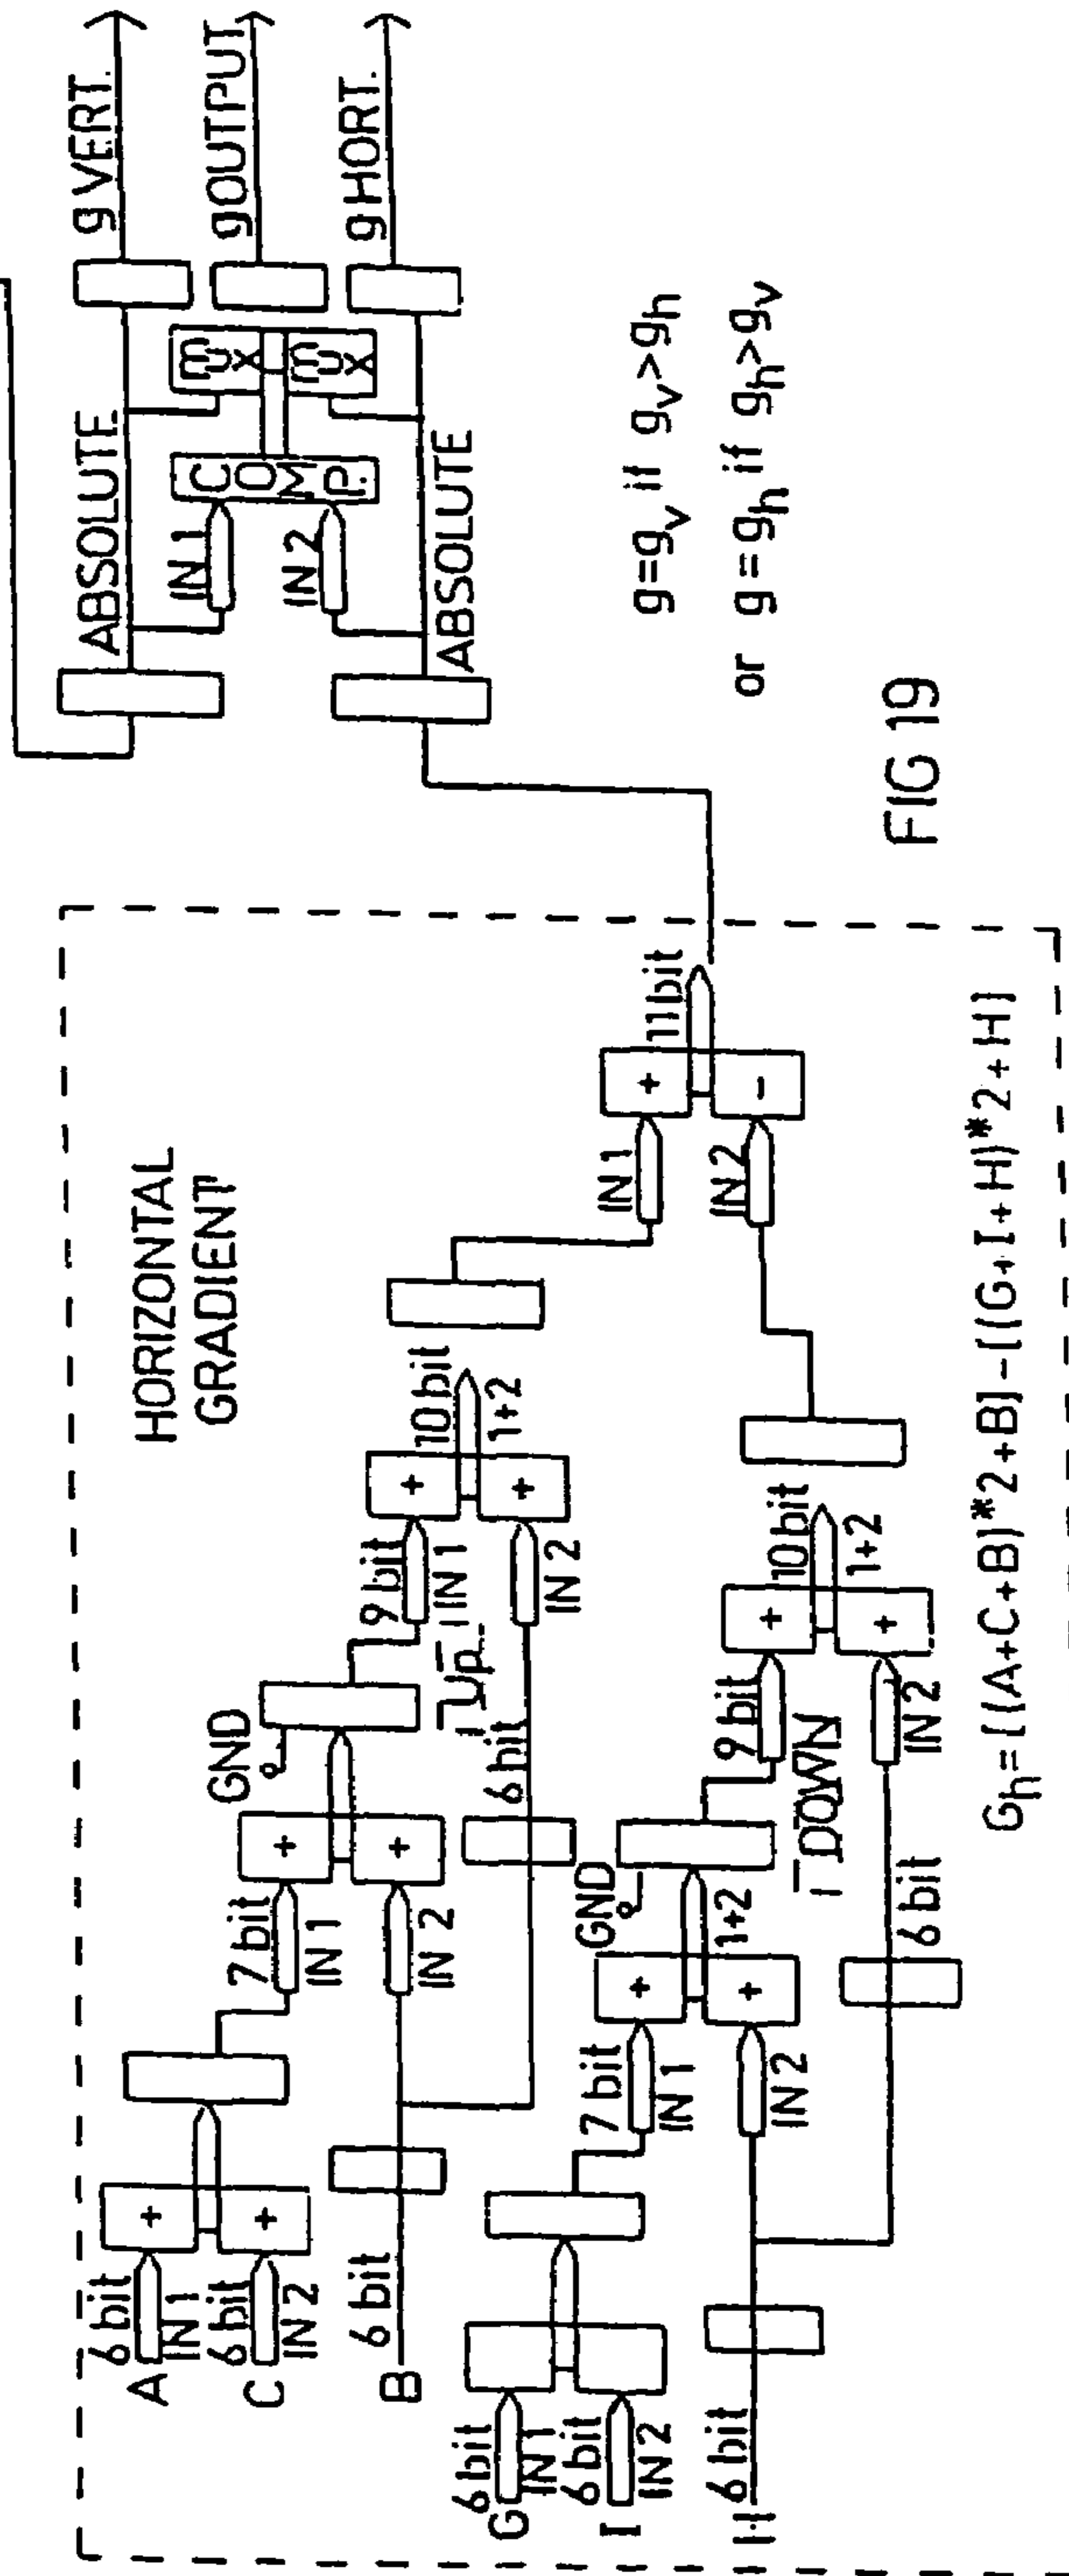 HORIZONTAL
GRADIENT
A
6 bit
IN 1
C
6 bit
IN 2
B
6 bit
7 bit
IN 1
IN 2
GND
9 bit
IN 1
UP
6 bit
IN 2
10 bit
1+2
G
6 bit
IN 1
I
6 bit
IN 2
H
6 bit
7 bit
IN 1
IN 2
GND
1+2
9 bit
DOWN
6 bit
IN 2
10 bit
1+2
IN 1
IN 2
11 bit
+
+
+
+
+
+
+
+
+
+
+
-
Gh=[(A+C+B)*2+B]-[(G+I+H)*2+H]
ABSOLUTE
IN 1
IN 2
COMP.
MUX
MUX
ABSOLUTE
g VERT.
g OUTPUT
g HORT.
g=gv if gv>gh
or g=gh if gh>gv
FIG 19